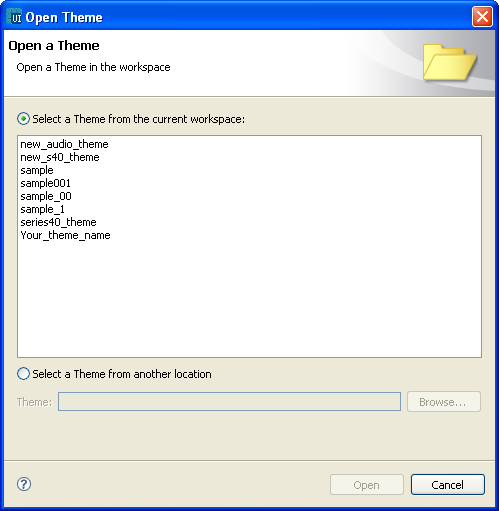 UI Open Theme
Open a Theme
Open a Theme in the workspace
Select a Theme from the current workspace:
new_audio_theme
new_s40_theme
sample
sample001
sample_00
sample_1
series40_theme
Your_theme_name
Select a Theme from another location
Theme: Browse...
? Open Cancel